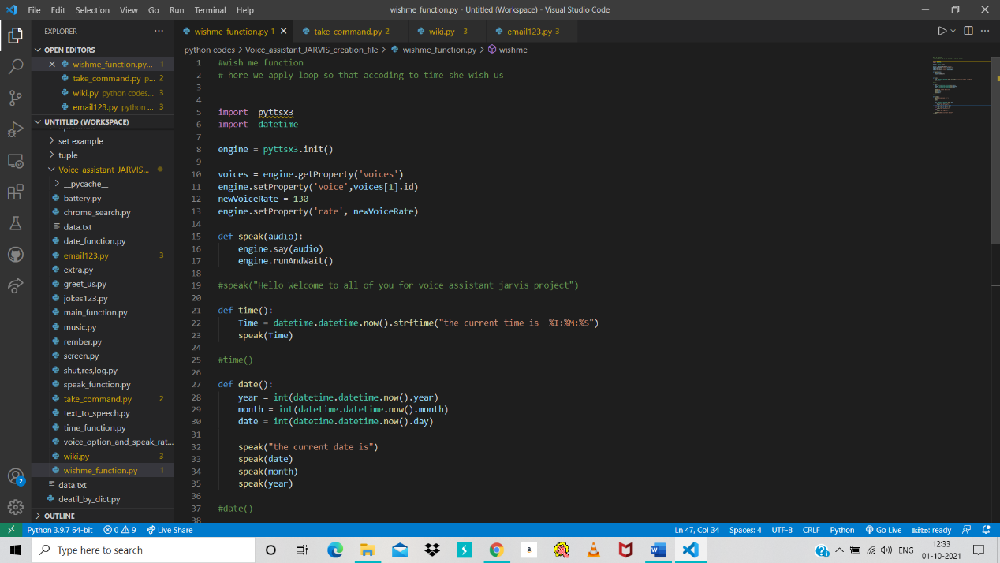 File Edit Selection View Go Run Terminal Help
wishme_function.py - Untitled (Workspace) - Visual Studio Code
EXPLORER
OPEN EDITORS
wishme_function.py... 1
take_command.py p... 2
wiki.py python codes... 3
email123.py python ... 3
UNTITLED (WORKSPACE)
set example
tuple
Voice_assistant_JARVIS...
__pycache__
battery.py
chrome_search.py
data.txt
date_function.py
email123.py 3
extra.py
greet_us.py
jokes123.py
main_function.py
music.py
rember.py
screen.py
shut,res,log.py
speak_function.py
take_command.py 2
text_to_speech.py
time_function.py
voice_option_and_speak_rat...
wiki.py 3
wishme_function.py 1
data.txt
deatil_by_dict.py
OUTLINE
wishme_function.py 1 take_command.py 2 wiki.py 3 email123.py 3
python codes > Voice_assistant_JARVIS_creation_file > wishme_function.py > wishme
1 #wish me function
2 # here we apply loop so that accoding to time she wish us
3
4
5 import pyttsx3
6 import datetime
7
8 engine = pyttsx3.init()
9
10 voices = engine.getProperty('voices')
11 engine.setProperty('voice',voices[1].id)
12 newVoiceRate = 130
13 engine.setProperty('rate', newVoiceRate)
14
15 def speak(audio):
16 engine.say(audio)
17 engine.runAndWait()
18
19 #speak("Hello Welcome to all of you for voice assistant jarvis project")
20
21 def time():
22 Time = datetime.datetime.now().strftime("the current time is  %I:%M:%S")
23 speak(Time)
24
25 #time()
26
27 def date():
28 year = int(datetime.datetime.now().year)
29 month = int(datetime.datetime.now().month)
30 date = int(datetime.datetime.now().day)
31
32 speak("the current date is")
33 speak(date)
34 speak(month)
35 speak(year)
36
37 #date()
38
2
Python 3.9.7 64-bit 0 9 Live Share
Ln 47, Col 34 Spaces: 4 UTF-8 CRLF Python Go Live kite: ready
Type here to search
a
ENG
12:33
01-10-2021